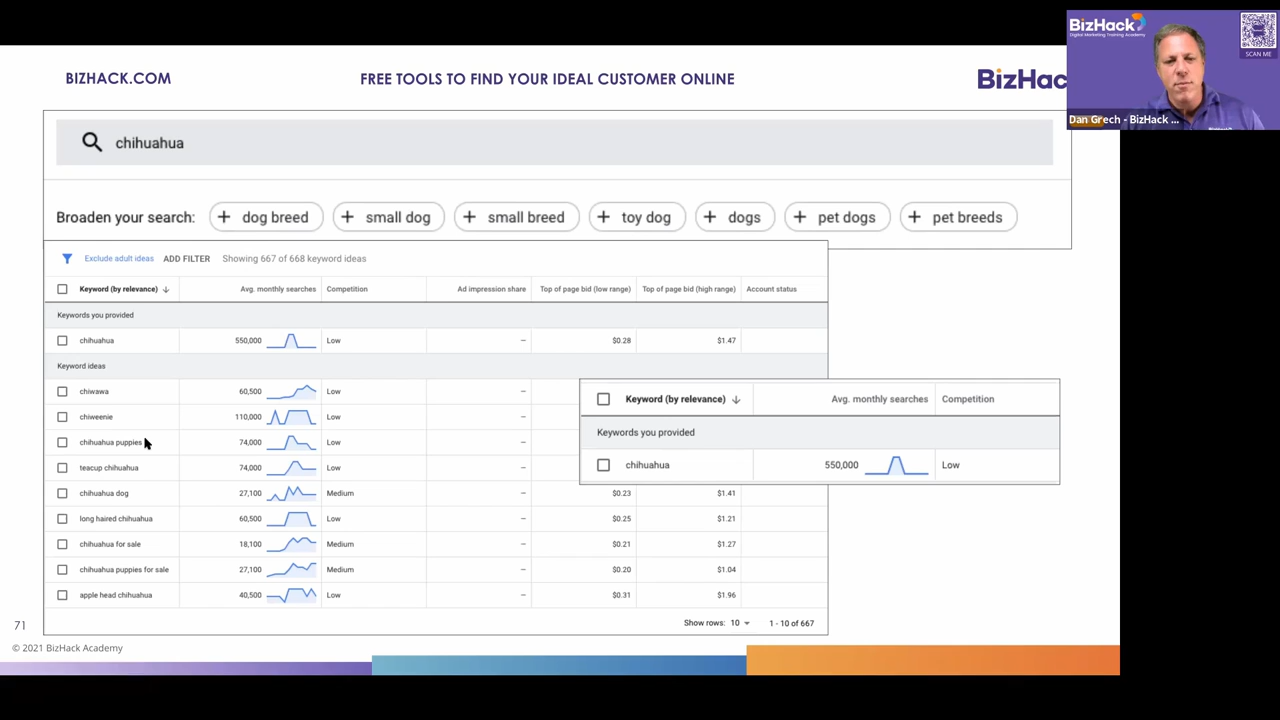 BIZHACK.COM FREE TOOLS TO FIND YOUR IDEAL CUSTOMER ONLINE BizHac
BizHack
Digital Marketing Training Academy
SCAN ME
Dan Grech - BizHack ...
chihuahua
Broaden your search: + dog breed + small dog + small breed + toy dog + dogs + pet dogs + pet breeds
Exclude adult ideas ADD FILTER Showing 667 of 668 keyword ideas
Keyword (by relevance) ↓ Avg. monthly searches Competition Ad impression share Top of page bid (low range) Top of page bid (high range) Account status
Keywords you provided
chihuahua 550,000 Low – $0.28 $1.47
Keyword ideas
chiwawa 60,500 Low –
chiweenie 110,000 Low –
chihuahua puppies 74,000 Low –
teacup chihuahua 74,000 Low –
chihuahua dog 27,100 Medium – $0.23 $1.41
long haired chihuahua 60,500 Low – $0.25 $1.21
chihuahua for sale 18,100 Medium – $0.21 $1.27
chihuahua puppies for sale 27,100 Medium – $0.20 $1.04
apple head chihuahua 40,500 Low – $0.31 $1.96
Show rows: 10 1 - 10 of 667
Keyword (by relevance) ↓ Avg. monthly searches Competition
Keywords you provided
chihuahua 550,000 Low
71
© 2021 BizHack Academy